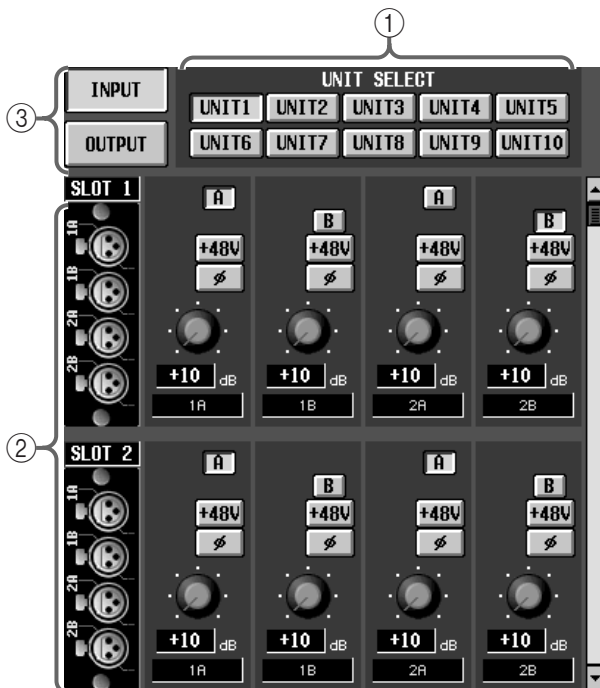 ①
INPUT
UNIT SELECT
UNIT1 UNIT2 UNIT3 UNIT4 UNIT5
③
OUTPUT
UNIT6 UNIT7 UNIT8 UNIT9 UNIT10
SLOT 1
A A
B B
1A
+48V +48V +48V +48V
ø ø ø ø
1B
2A
2B
+10 dB +10 dB +10 dB +10 dB
1A 1B 2A 2B
②
SLOT 2
A A
B B
1A
+48V +48V +48V +48V
ø ø ø ø
1B
2A
2B
+10 dB +10 dB +10 dB +10 dB
1A 1B 2A 2B